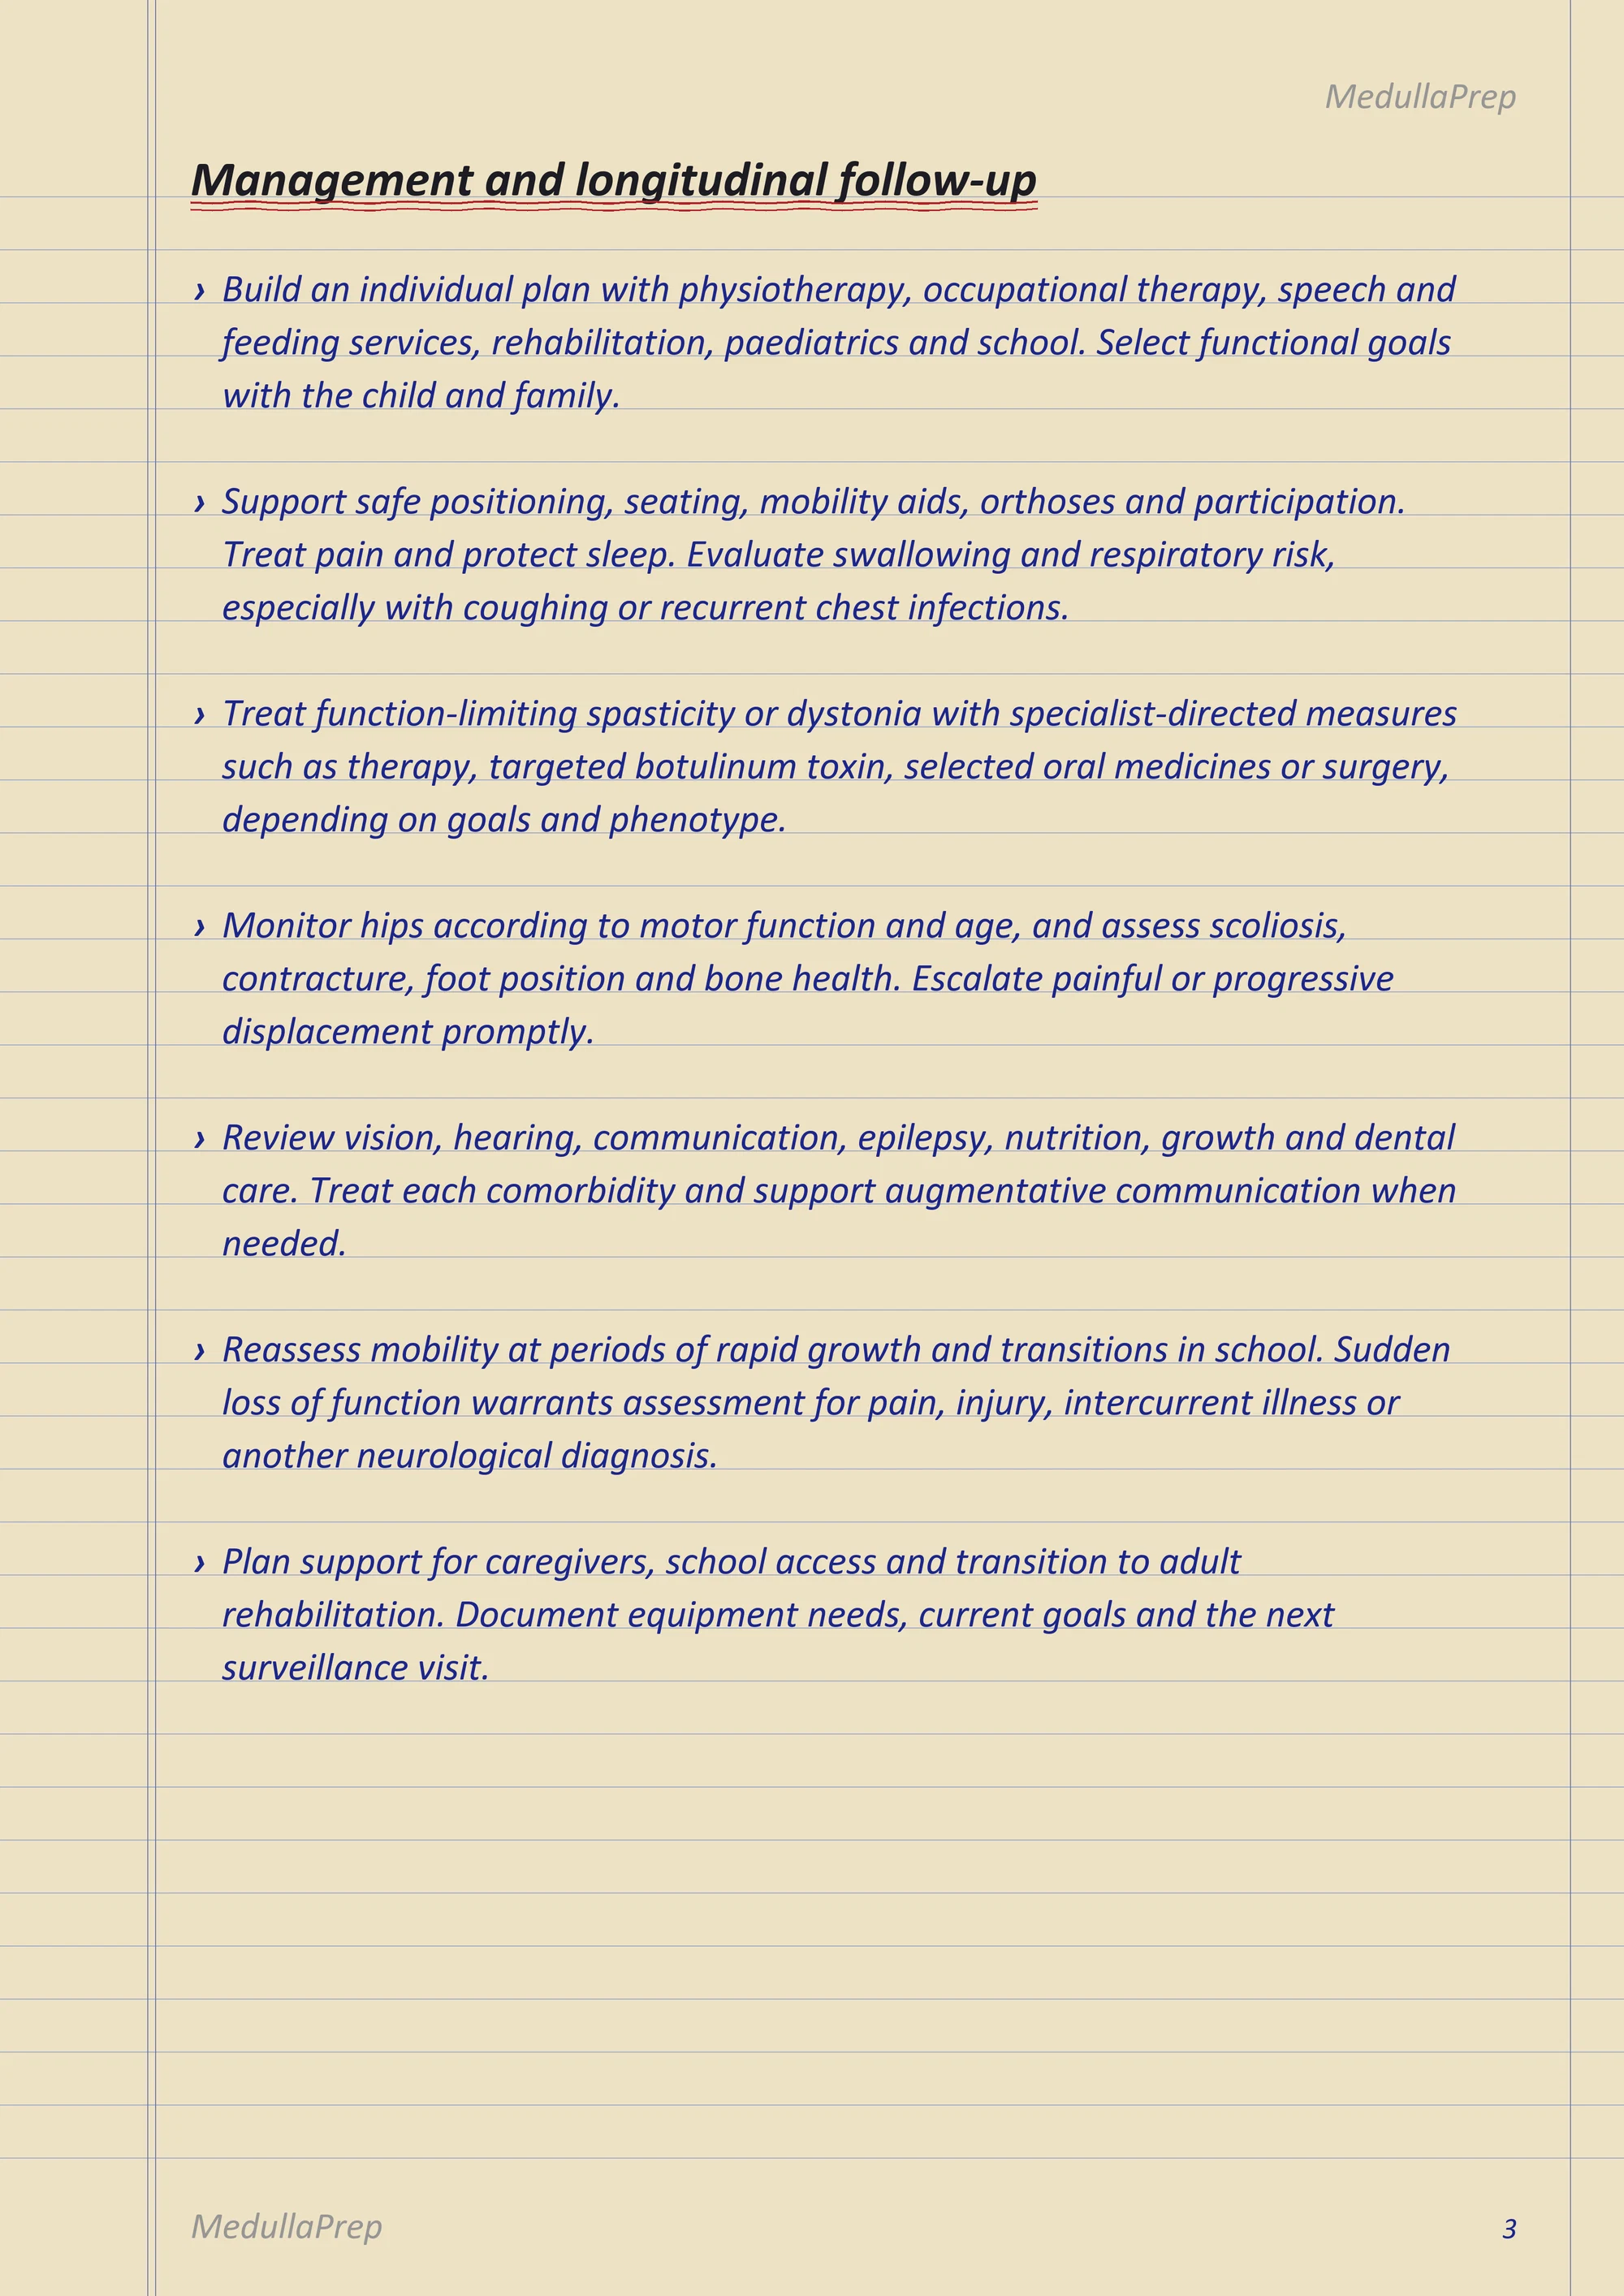 MedullaPrep
Management and longitudinal follow-up
› Build an individual plan with physiotherapy, occupational therapy, speech and
feeding services, rehabilitation, paediatrics and school. Select functional goals
with the child and family.
› Support safe positioning, seating, mobility aids, orthoses and participation.
Treat pain and protect sleep. Evaluate swallowing and respiratory risk,
especially with coughing or recurrent chest infections.
› Treat function-limiting spasticity or dystonia with specialist-directed measures
such as therapy, targeted botulinum toxin, selected oral medicines or surgery,
depending on goals and phenotype.
› Monitor hips according to motor function and age, and assess scoliosis,
contracture, foot position and bone health. Escalate painful or progressive
displacement promptly.
› Review vision, hearing, communication, epilepsy, nutrition, growth and dental
care. Treat each comorbidity and support augmentative communication when
needed.
› Reassess mobility at periods of rapid growth and transitions in school. Sudden
loss of function warrants assessment for pain, injury, intercurrent illness or
another neurological diagnosis.
› Plan support for caregivers, school access and transition to adult
rehabilitation. Document equipment needs, current goals and the next
surveillance visit.
MedullaPrep
3